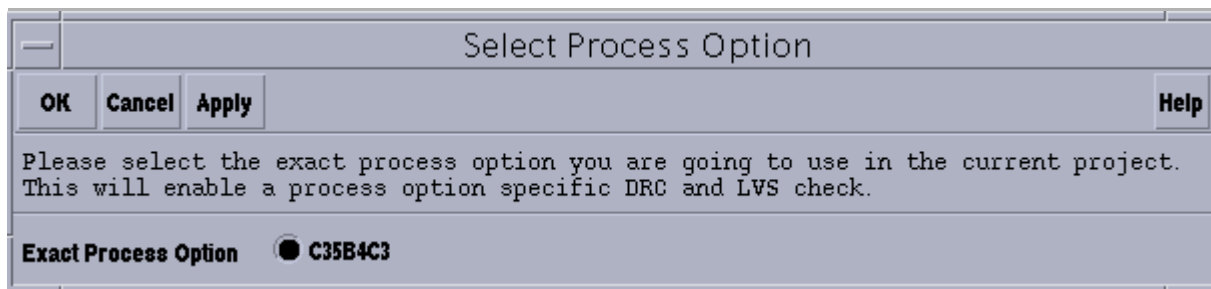 Select Process Option
OK Cancel Apply Help
Please select the exact process option you are going to use in the current project.
This will enable a process option specific DRC and LVS check.
Exact Process Option C35B4C3